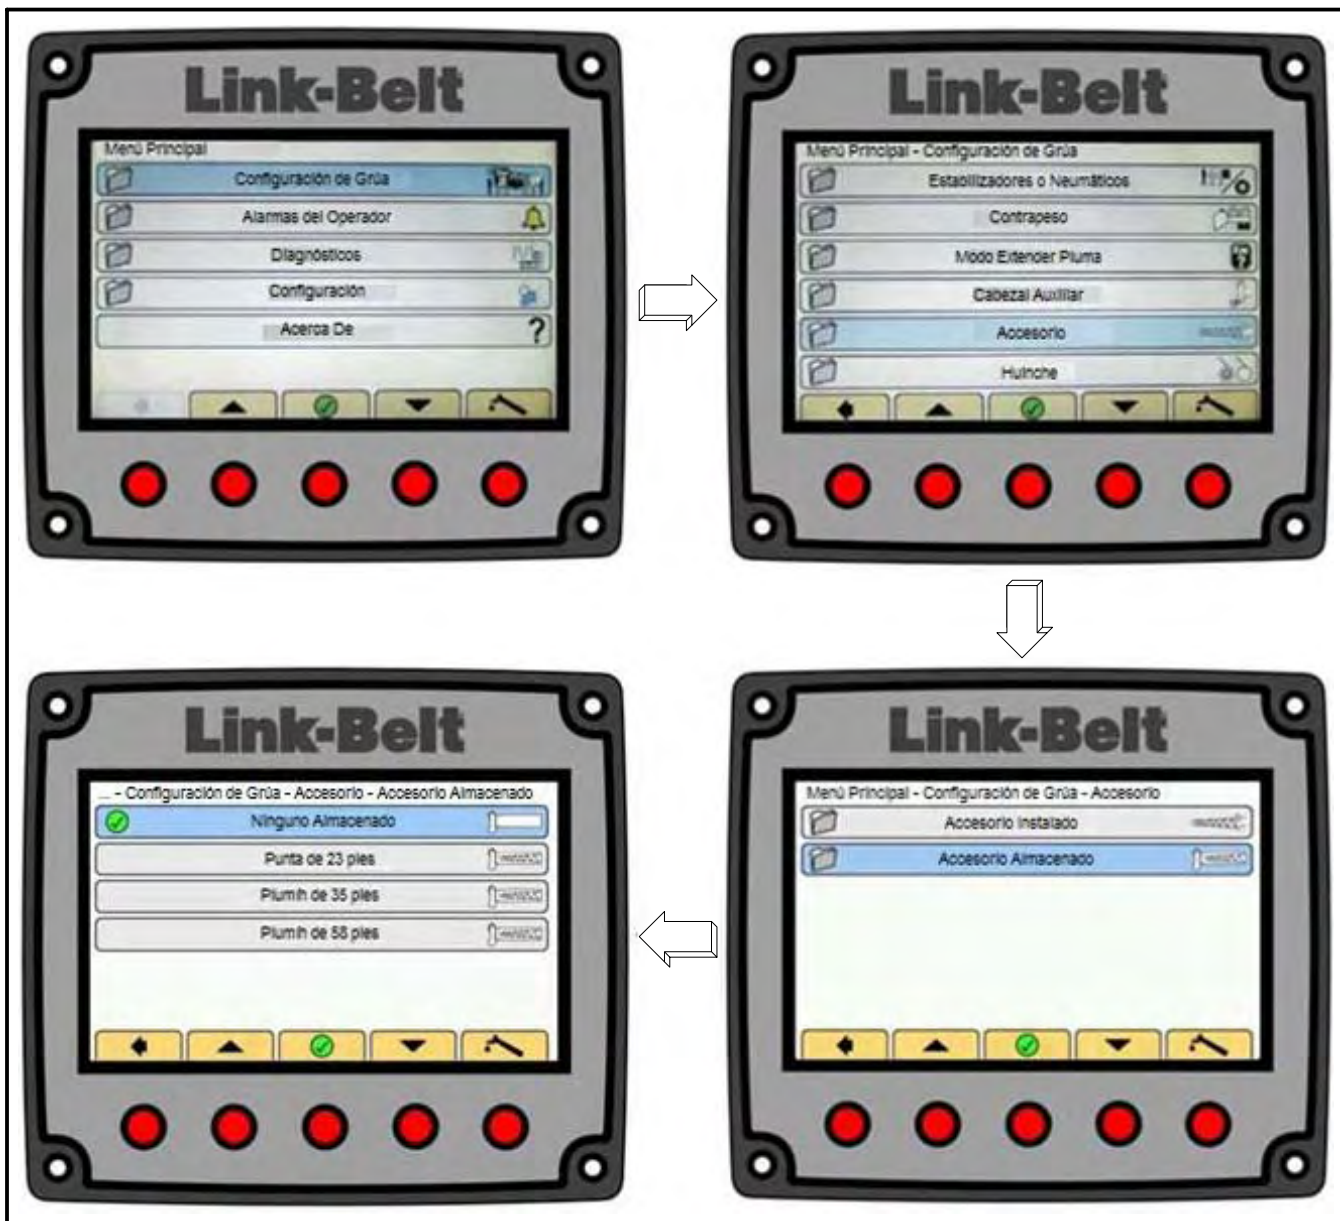 Link-Belt
Menú Principal
Configuración de Grúa
Alarmas del Operador
Diagnósticos
Configuración
Acerca De
?
Link-Belt
Menú Principal - Configuración de Grúa
Estabilizadores o Neumáticos
Contrapeso
Modo Extender Pluma
Cabezal Auxiliar
Accesorio
Huinche
Link-Belt
Menú Principal - Configuración de Grúa - Accesorio
Accesorio Instalado
Accesorio Almacenado
Link-Belt
... - Configuración de Grúa - Accesorio - Accesorio Almacenado
Ninguno Almacenado
Punta de 23 pies
Plumín de 35 pies
Plumín de 58 pies